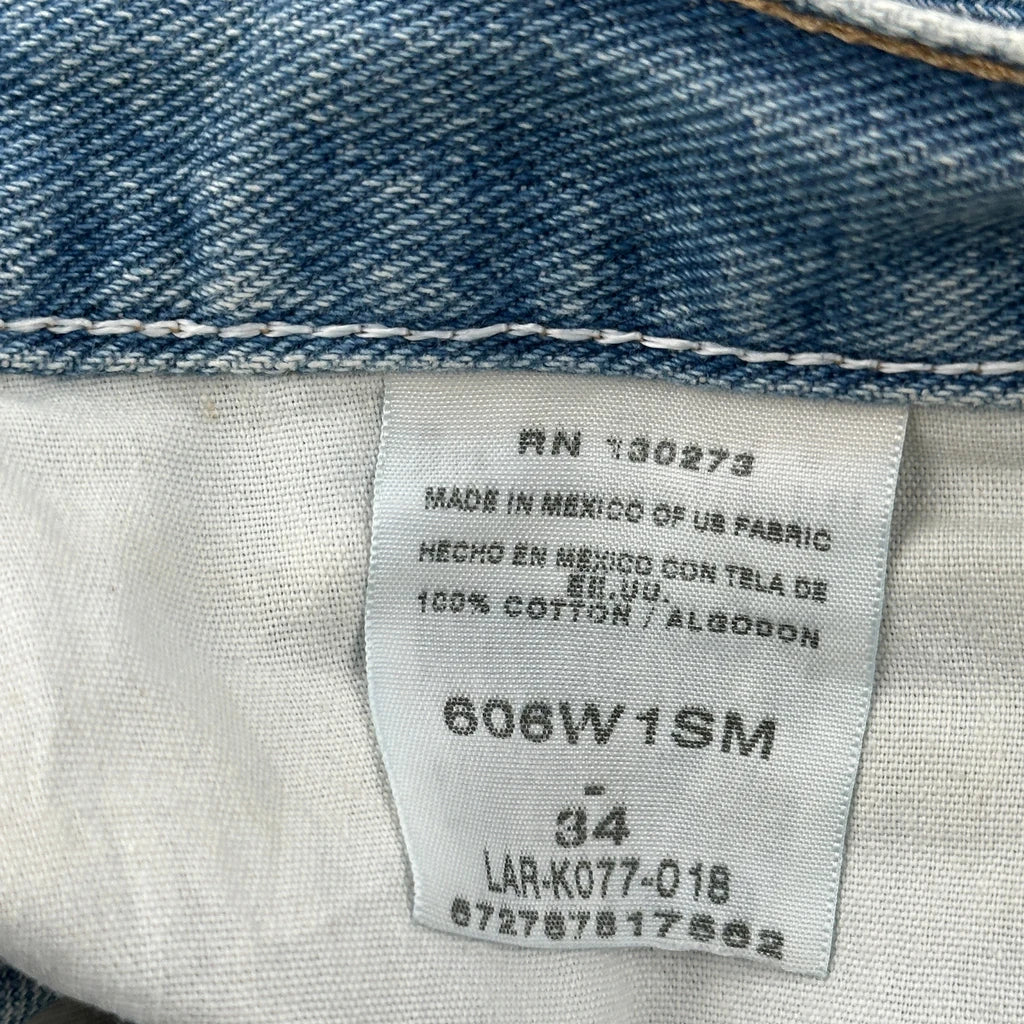 RN 130273
MADE IN MEXICO OF US FABRIC
HECHO EN MEXICO CON TELA DE
EE.UU.
100% COTTON / ALGODON
606W1SM
-
34
LAR-K077-018